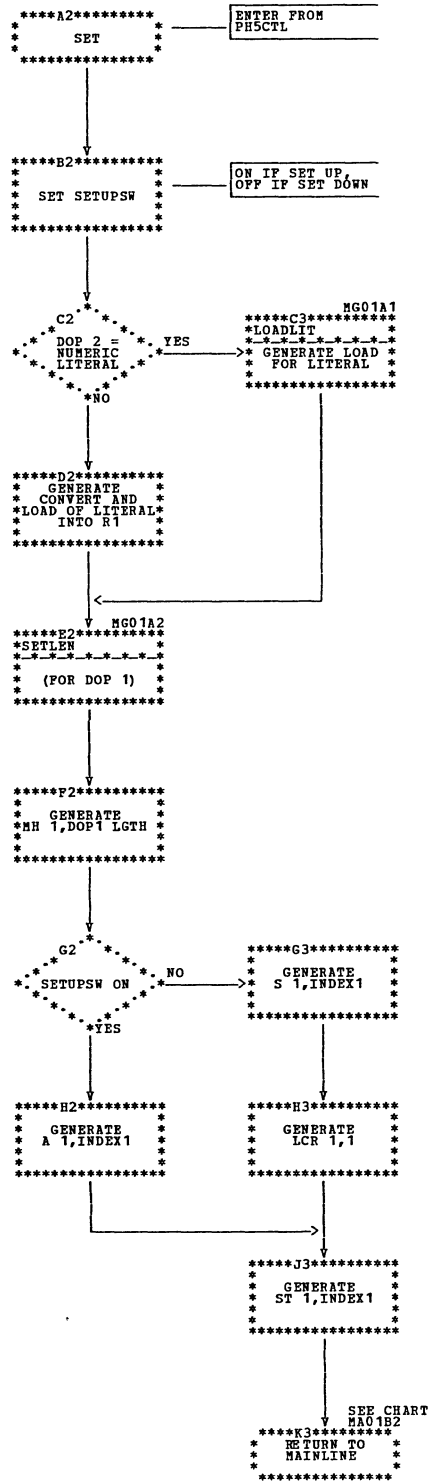 A2
SET
ENTER FROM
PH5CTL
B2
SET SETUPSW
ON IF SET UP,
OFF IF SET DOWN
C2
DOP 2 =
NUMERIC
LITERAL
YES
NO
MG01A1
C3
LOADLIT
GENERATE LOAD
FOR LITERAL
D2
GENERATE
CONVERT AND
LOAD OF LITERAL
INTO R1
MG01A2
E2
SETLEN
(FOR DOP 1)
F2
GENERATE
MH 1,DOP1 LGTH
G2
SETUPSW ON
NO
YES
G3
GENERATE
S 1,INDEX1
H2
GENERATE
A 1,INDEX1
H3
GENERATE
LCR 1,1
J3
GENERATE
ST 1,INDEX1
SEE CHART
MA01B2
K3
RETURN TO
MAINLINE